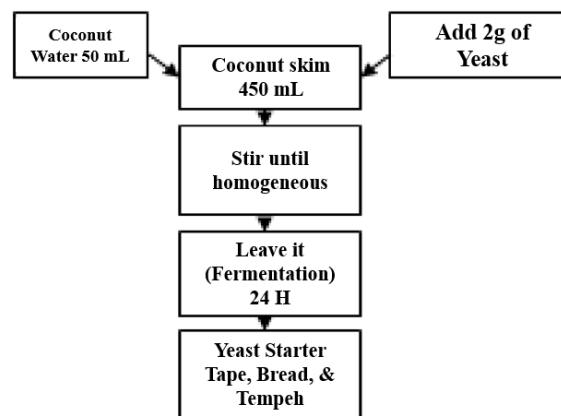 Coconut
Water 50 mL
Add 2g of
Yeast
Coconut skim
450 mL
Stir until
homogeneous
Leave it
(Fermentation)
24 H
Yeast Starter
Tape, Bread, &
Tempeh